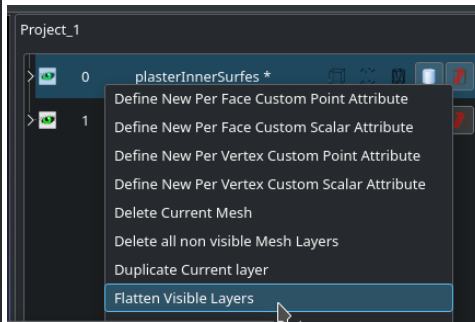 Project_1
0 plasterInnerSurfes *
Define New Per Face Custom Point Attribute
1 Define New Per Face Custom Scalar Attribute
Define New Per Vertex Custom Point Attribute
Define New Per Vertex Custom Scalar Attribute
Delete Current Mesh
Delete all non visible Mesh Layers
Duplicate Current layer
Flatten Visible Layers